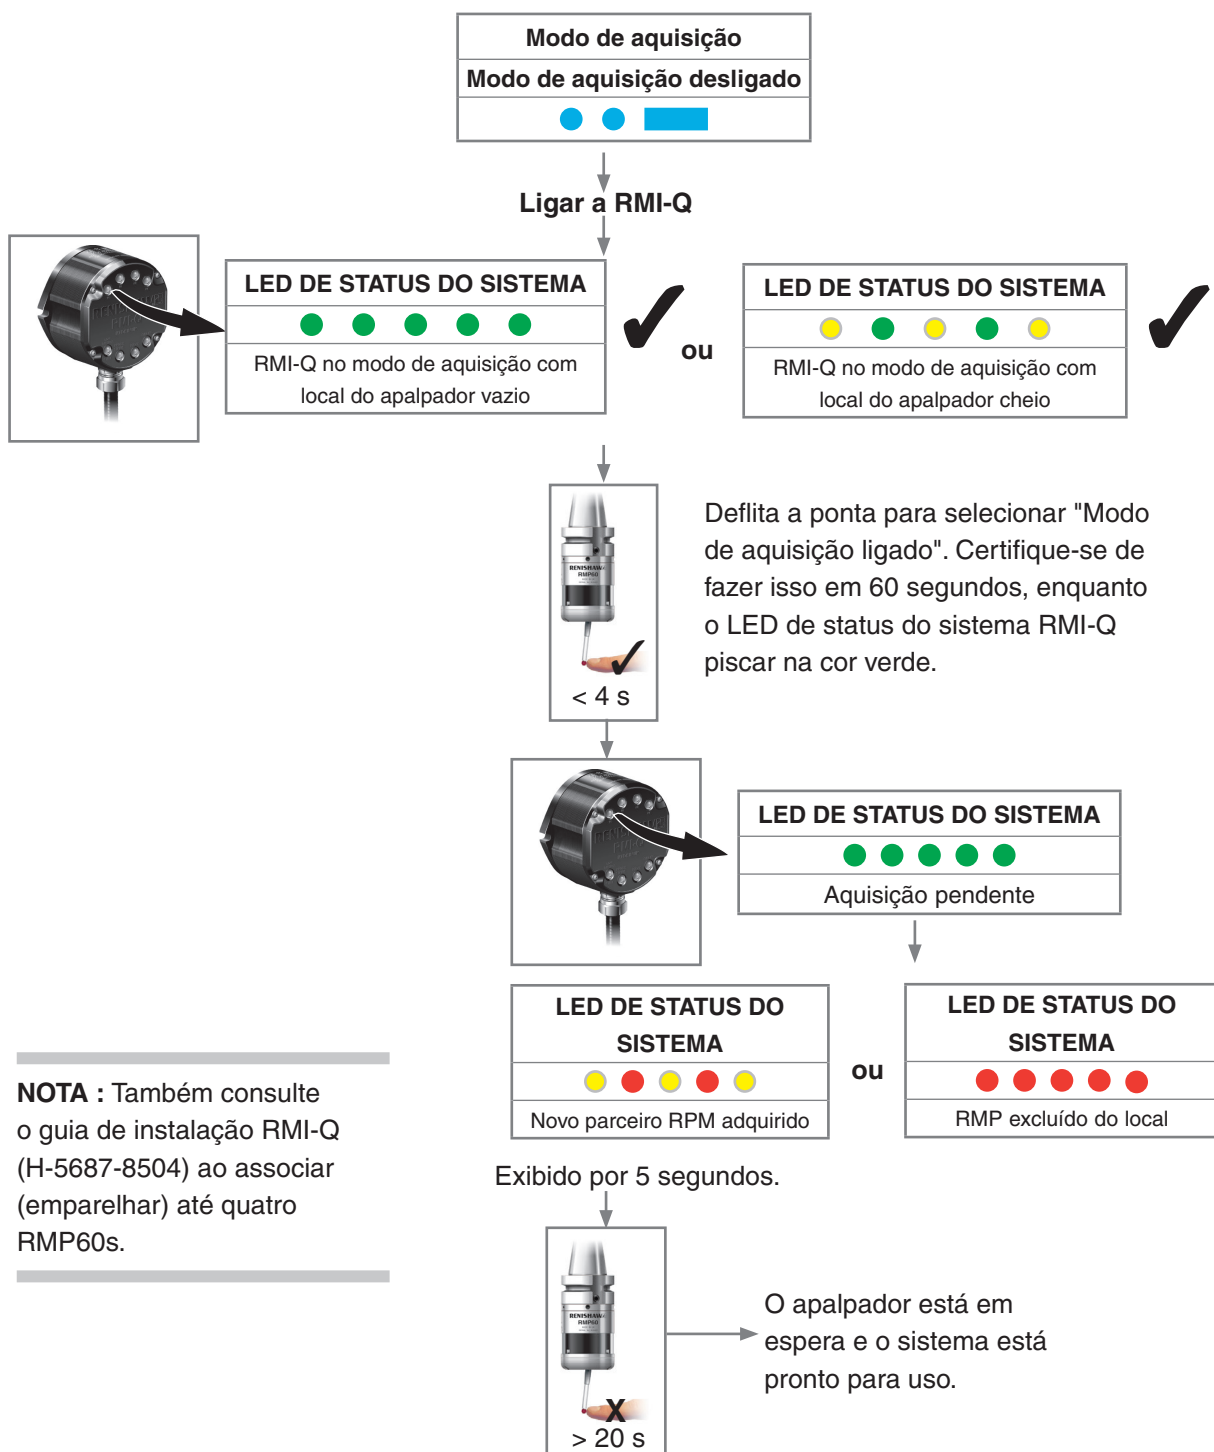 Modo de aquisição
Modo de aquisição desligado
Ligar a RMI-Q
LED DE STATUS DO SISTEMA
RMI-Q no modo de aquisição com
local do apalpador vazio
ou
LED DE STATUS DO SISTEMA
RMI-Q no modo de aquisição com
local do apalpador cheio
RENISHAW
RMP60
< 4 s
Deflita a ponta para selecionar "Modo
de aquisição ligado". Certifique-se de
fazer isso em 60 segundos, enquanto
o LED de status do sistema RMI-Q
piscar na cor verde.
LED DE STATUS DO SISTEMA
Aquisição pendente
LED DE STATUS DO
SISTEMA
Novo parceiro RPM adquirido
ou
LED DE STATUS DO
SISTEMA
RMP excluído do local
Exibido por 5 segundos.
NOTA : Também consulte
o guia de instalação RMI-Q
(H-5687-8504) ao associar
(emparelhar) até quatro
RMP60s.
RENISHAW
RMP60
X
> 20 s
O apalpador está em
espera e o sistema está
pronto para uso.